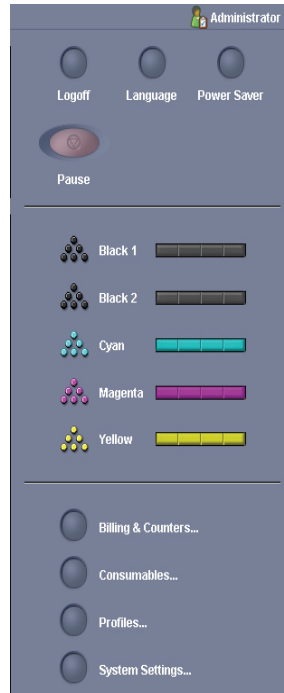 Administrator
Logoff Language Power Saver
Pause
Black 1
Black 2
Cyan
Magenta
Yellow
Billing & Counters...
Consumables...
Profiles...
System Settings...